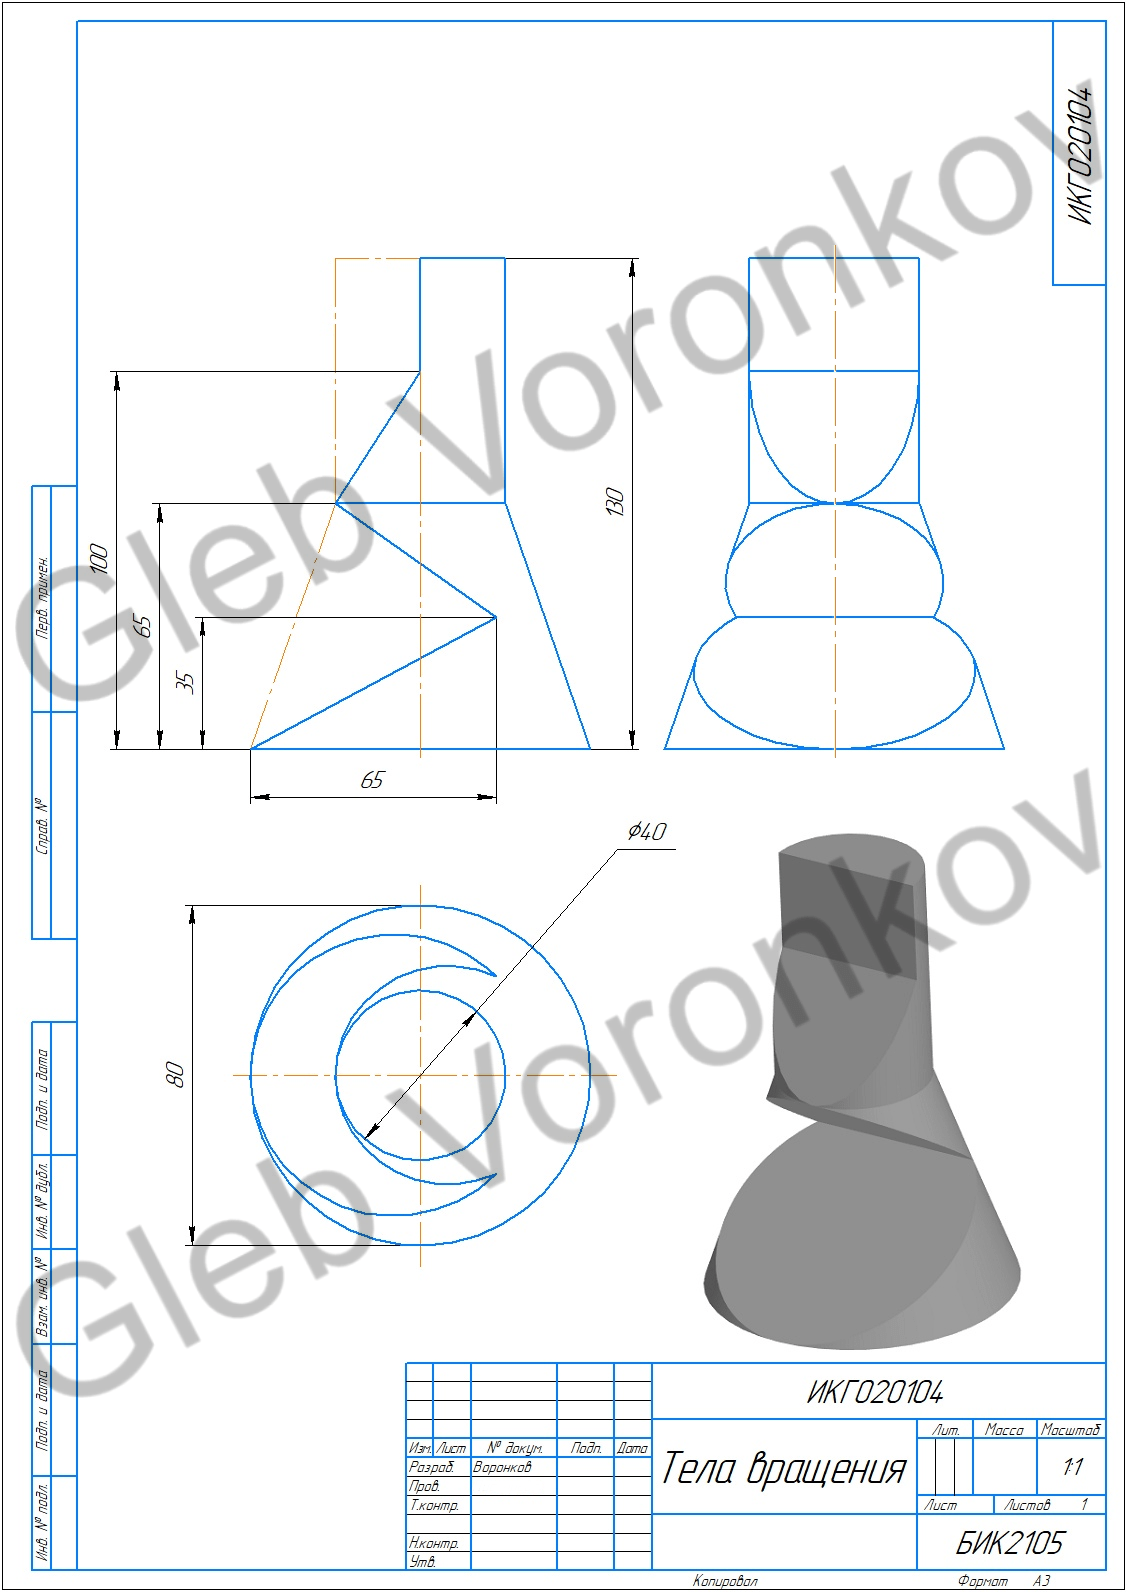 ИКГ020104
Gleb Voronkov
130
100
65
35
65
Перв. примен.
Справ. №
⌀40
80
Gleb Voronkov
Подп. и дата
Инв. № дубл.
Взам. инв. №
Подп. и дата
Инв. № подл.
ИКГ020104
Изм. Лист № докум. Подп. Дата
Разраб. Воронков
Пров.
Т.контр.
Н.контр.
Утв.
Тела вращения
Лит. Масса Масштаб
1:1
Лист Листов 1
БИК2105
Копировал Формат А3